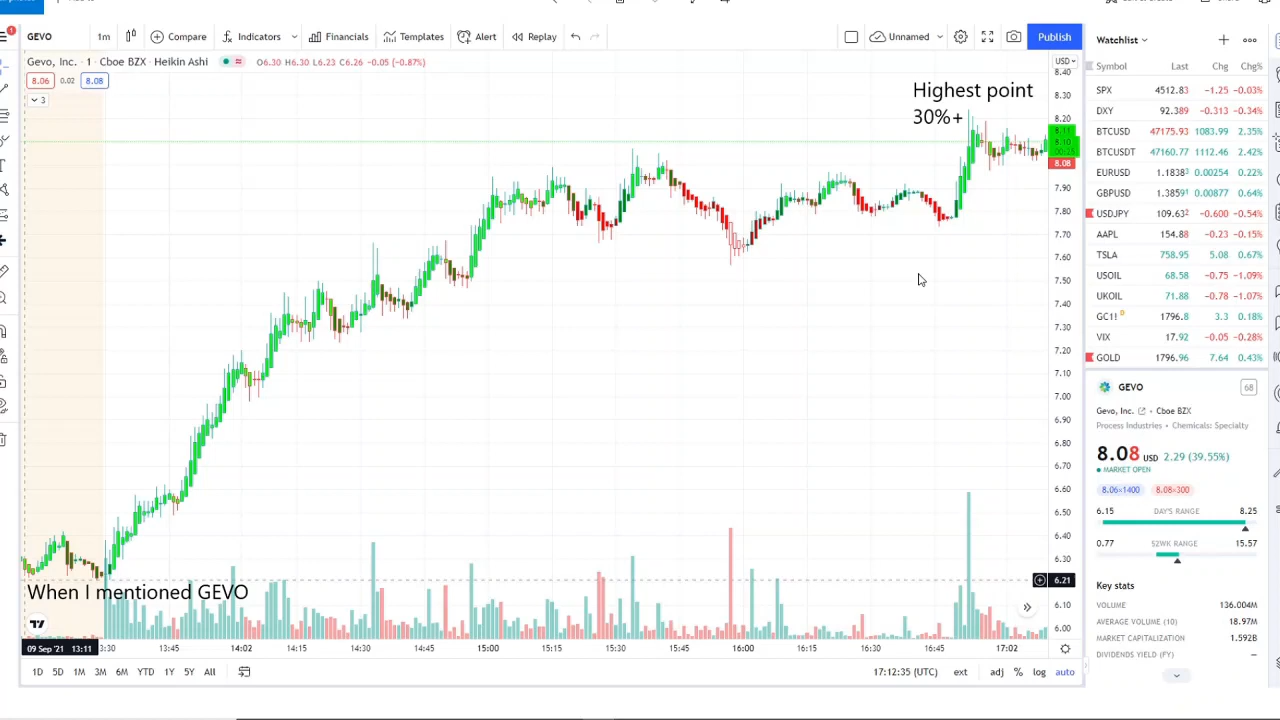 GEVO 1m Compare Indicators Financials Templates Alert Replay Unnamed Publish
Gevo, Inc. · 1 · Cboe BZX · Heikin Ashi O6.30 H6.30 L6.23 C6.26 -0.05 (-0.87%)
8.06 0.02 8.08
3
Highest point
30%+
When I mentioned GEVO
USD
8.40
8.30
8.20
8.11
8.10
00:25
8.08
7.90
7.80
7.70
7.60
7.50
7.40
7.30
7.20
7.10
7.00
6.90
6.80
6.70
6.60
6.50
6.40
6.30
6.21
6.10
6.00
09 Sep '21 13:11 3:30 13:45 14:02 14:15 14:25 14:45 15:00 15:15 15:30 15:45 16:00 16:15 16:30 16:45 17:02
1D 5D 1M 3M 6M YTD 1Y 5Y All 17:12:35 (UTC) ext adj % log auto
Watchlist
Symbol Last Chg Chg%
SPX 4512.83 -1.25 -0.03%
DXY 92.389 -0.313 -0.34%
BTCUSD 47175.93 1083.99 2.35%
BTCUSDT 47160.77 1112.46 2.42%
EURUSD 1.1838³ 0.00254 0.22%
GBPUSD 1.3859¹ 0.00877 0.64%
USDJPY 109.63² -0.600 -0.54%
AAPL 154.88 -0.23 -0.15%
TSLA 758.95 5.08 0.67%
USOIL 68.58 -0.75 -1.09%
UKOIL 71.88 -0.78 -1.07%
GC1! D 1796.8 3.3 0.18%
VIX 17.92 -0.05 -0.28%
GOLD 1796.96 7.64 0.43%
GEVO 68
Gevo, Inc. • Cboe BZX
Process Industries • Chemicals: Specialty
8.08 USD 2.29 (39.55%)
MARKET OPEN
8.06×1400 8.08×300
6.15 DAY'S RANGE 8.25
0.77 52WK RANGE 15.57
Key stats
VOLUME 136.004M
AVERAGE VOLUME (10) 18.97M
MARKET CAPITALIZATION 1.592B
DIVIDENDS YIELD (FY) —